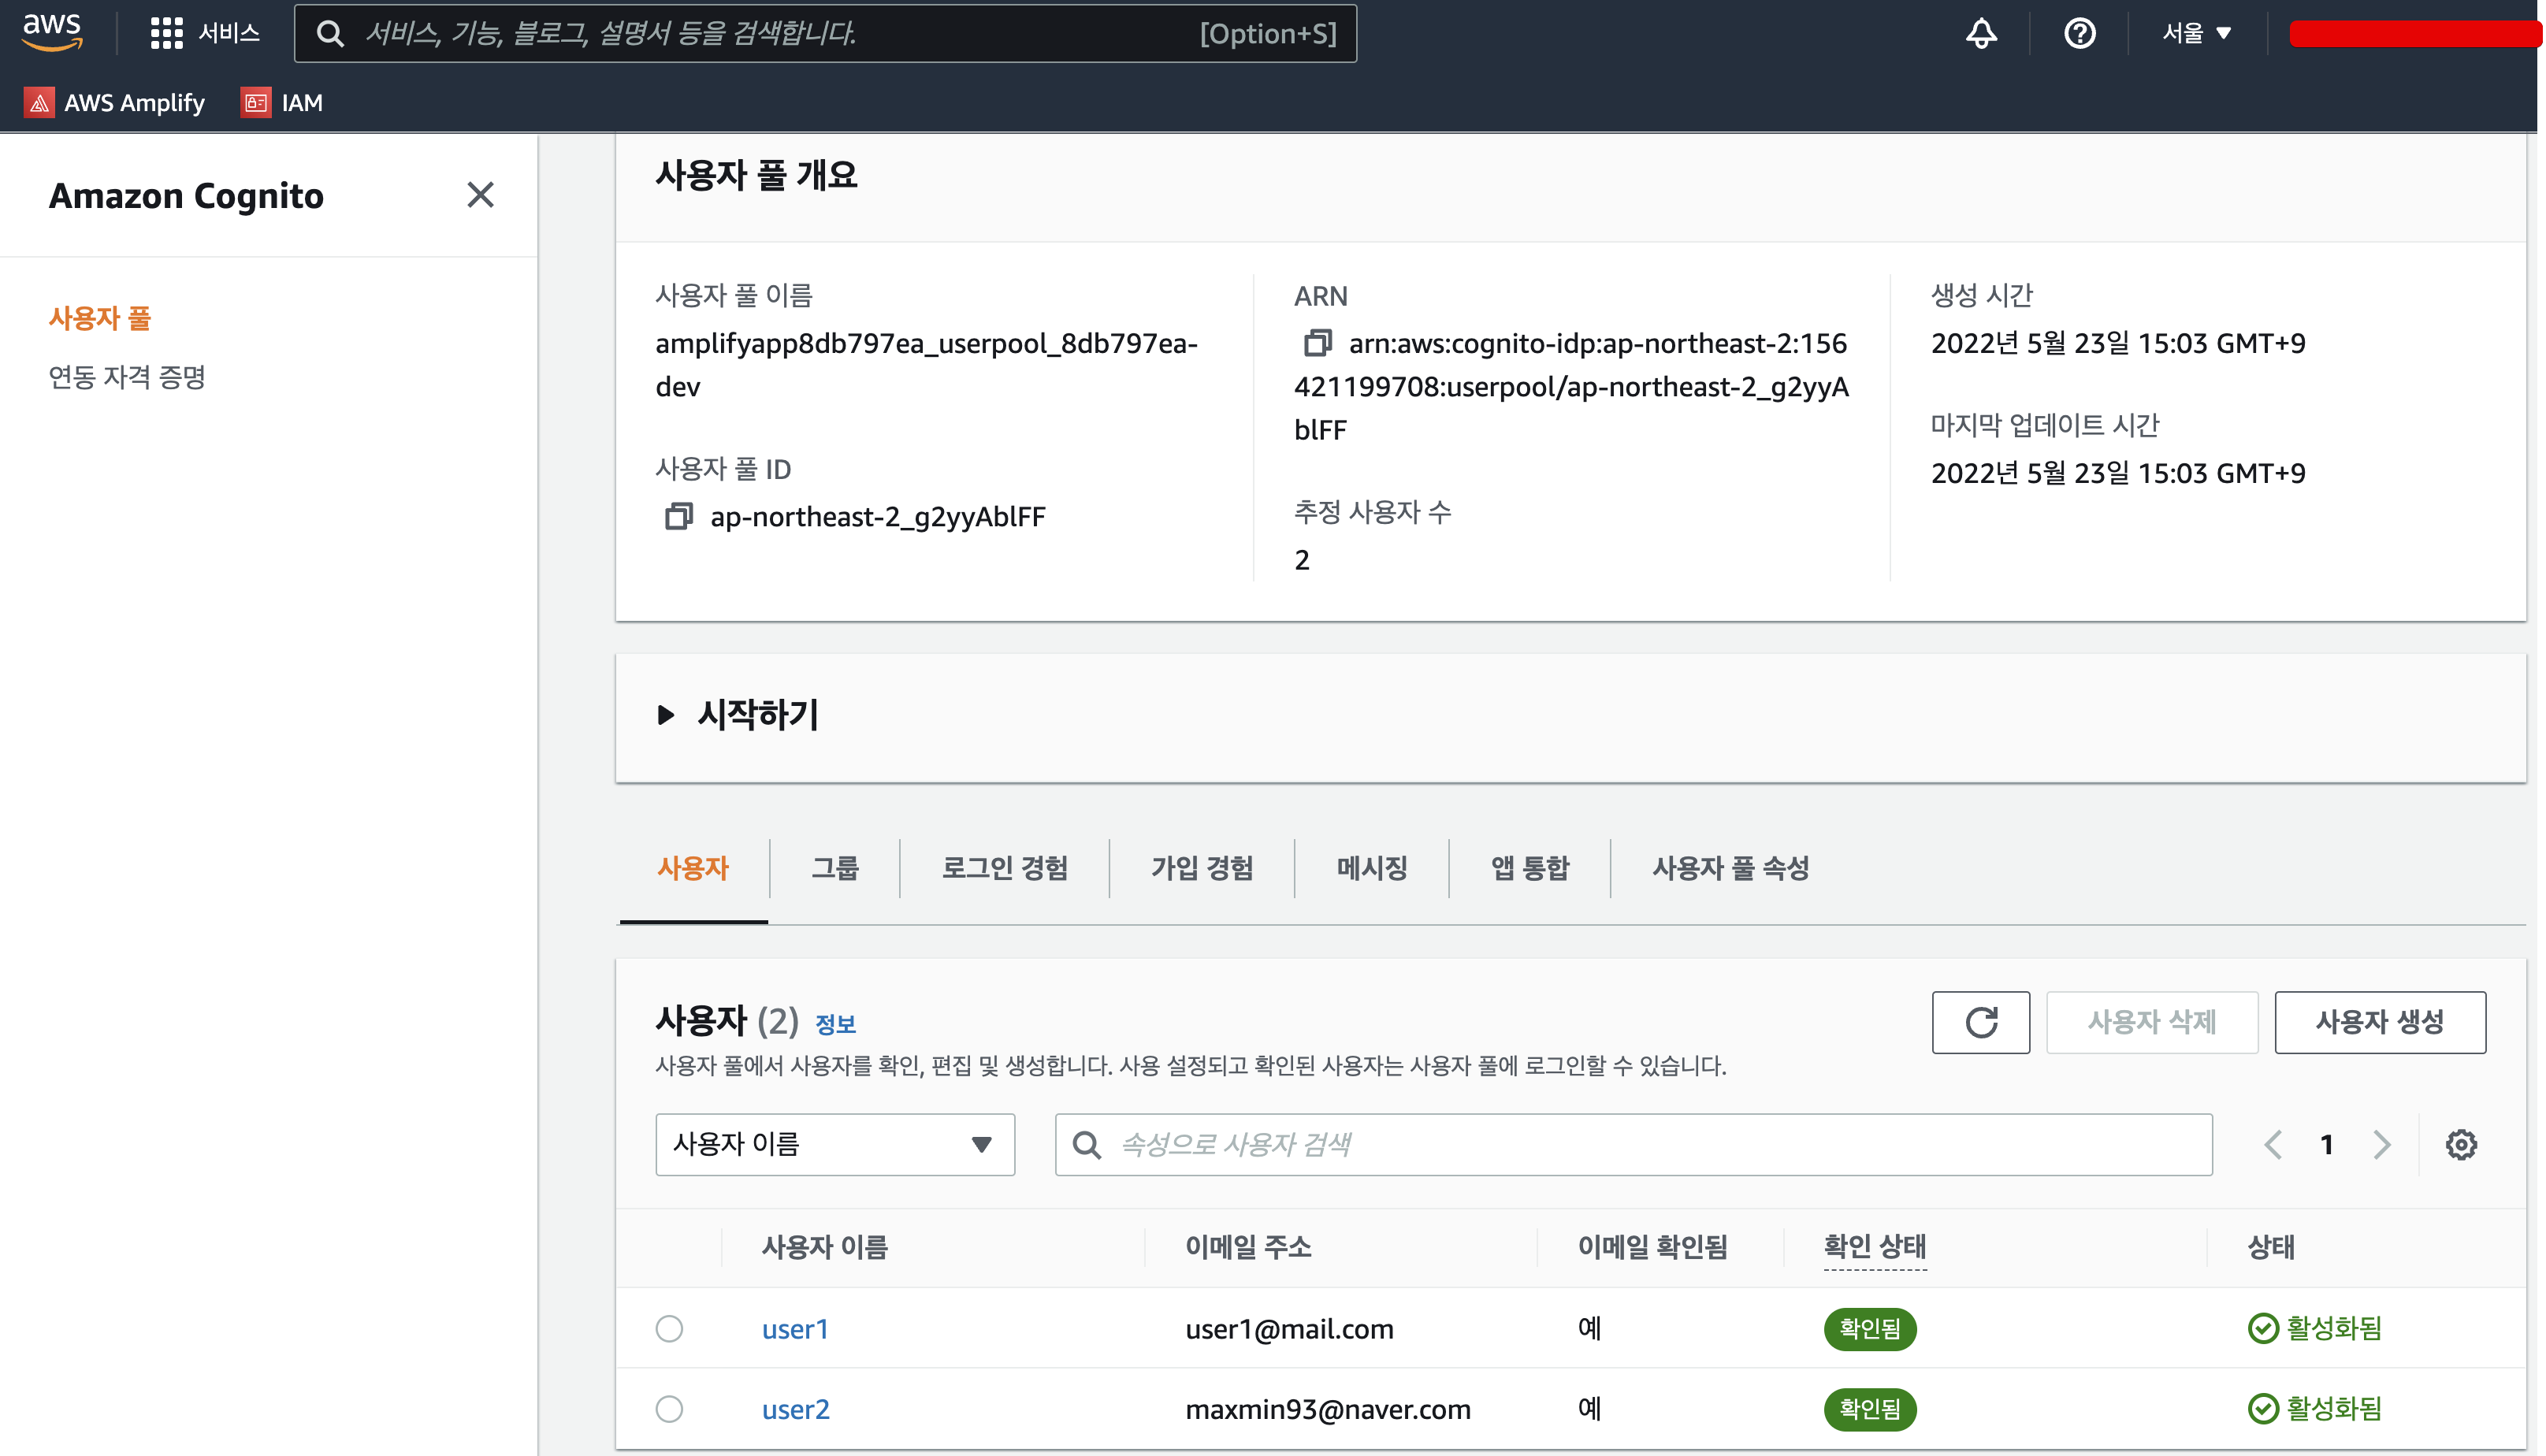 aws
서비스
서비스, 기능, 블로그, 설명서 등을 검색합니다.
[Option+S]
서울
AWS Amplify
IAM
Amazon Cognito
사용자 풀
연동 자격 증명
사용자 풀 개요
사용자 풀 이름
amplifyapp8db797ea_userpool_8db797ea-
dev
사용자 풀 ID
ap-northeast-2_g2yyAblFF
ARN
arn:aws:cognito-idp:ap-northeast-2:156
421199708:userpool/ap-northeast-2_g2yyA
blFF
추정 사용자 수
2
생성 시간
2022년 5월 23일 15:03 GMT+9
마지막 업데이트 시간
2022년 5월 23일 15:03 GMT+9
시작하기
사용자 그룹 로그인 경험 가입 경험 메시징 앱 통합 사용자 풀 속성
사용자 (2) 정보
사용자 풀에서 사용자를 확인, 편집 및 생성합니다. 사용 설정되고 확인된 사용자는 사용자 풀에 로그인할 수 있습니다.
사용자 삭제
사용자 생성
사용자 이름
속성으로 사용자 검색
1
사용자 이름 이메일 주소 이메일 확인됨 확인 상태 상태
user1 user1@mail.com 예 확인됨 활성화됨
user2 maxmin93@naver.com 예 확인됨 활성화됨